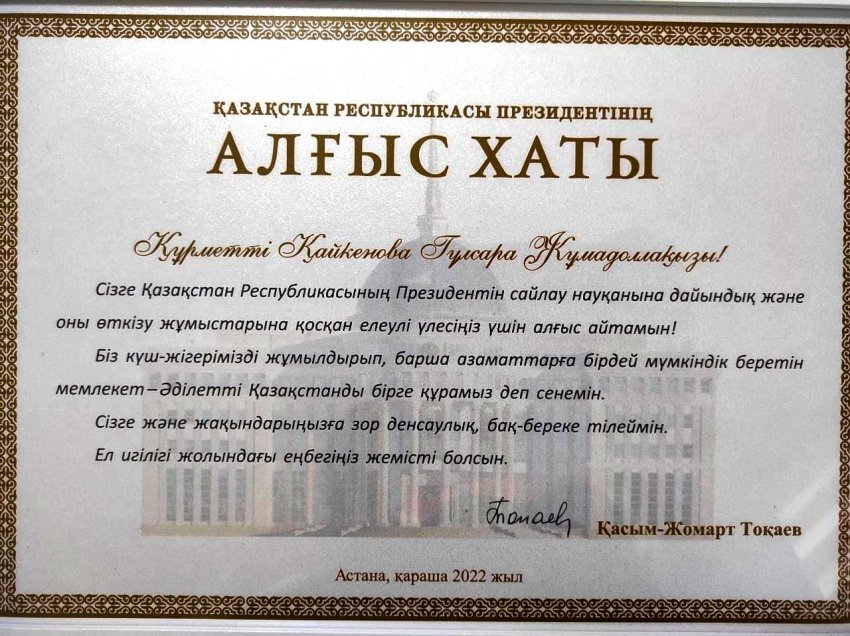 ҚАЗАҚСТАН РЕСПУБЛИКАСЫ ПРЕЗИДЕНТІНІҢ
АЛҒЫС ХАТЫ
Құрметті Қайкенова Гүлсара Жұмадоллақызы!
Сізге Қазақстан Республикасының Президентін сайлау науқанына дайындық және
оны өткізу жұмыстарына қосқан елеулі үлесіңіз үшін алғыс айтамын!
Біз күш-жігерімізді жұмылдырып, барша азаматтарға бірдей мүмкіндік беретін
мемлекет–Әділетті Қазақстанды бірге құрамыз деп сенемін.
Сізге және жақындарыңызға зор денсаулық, бақ-береке тілеймін.
Ел игілігі жолындағы еңбегіңіз жемісті болсын.
Қасым-Жомарт Тоқаев
Астана, қараша 2022 жыл